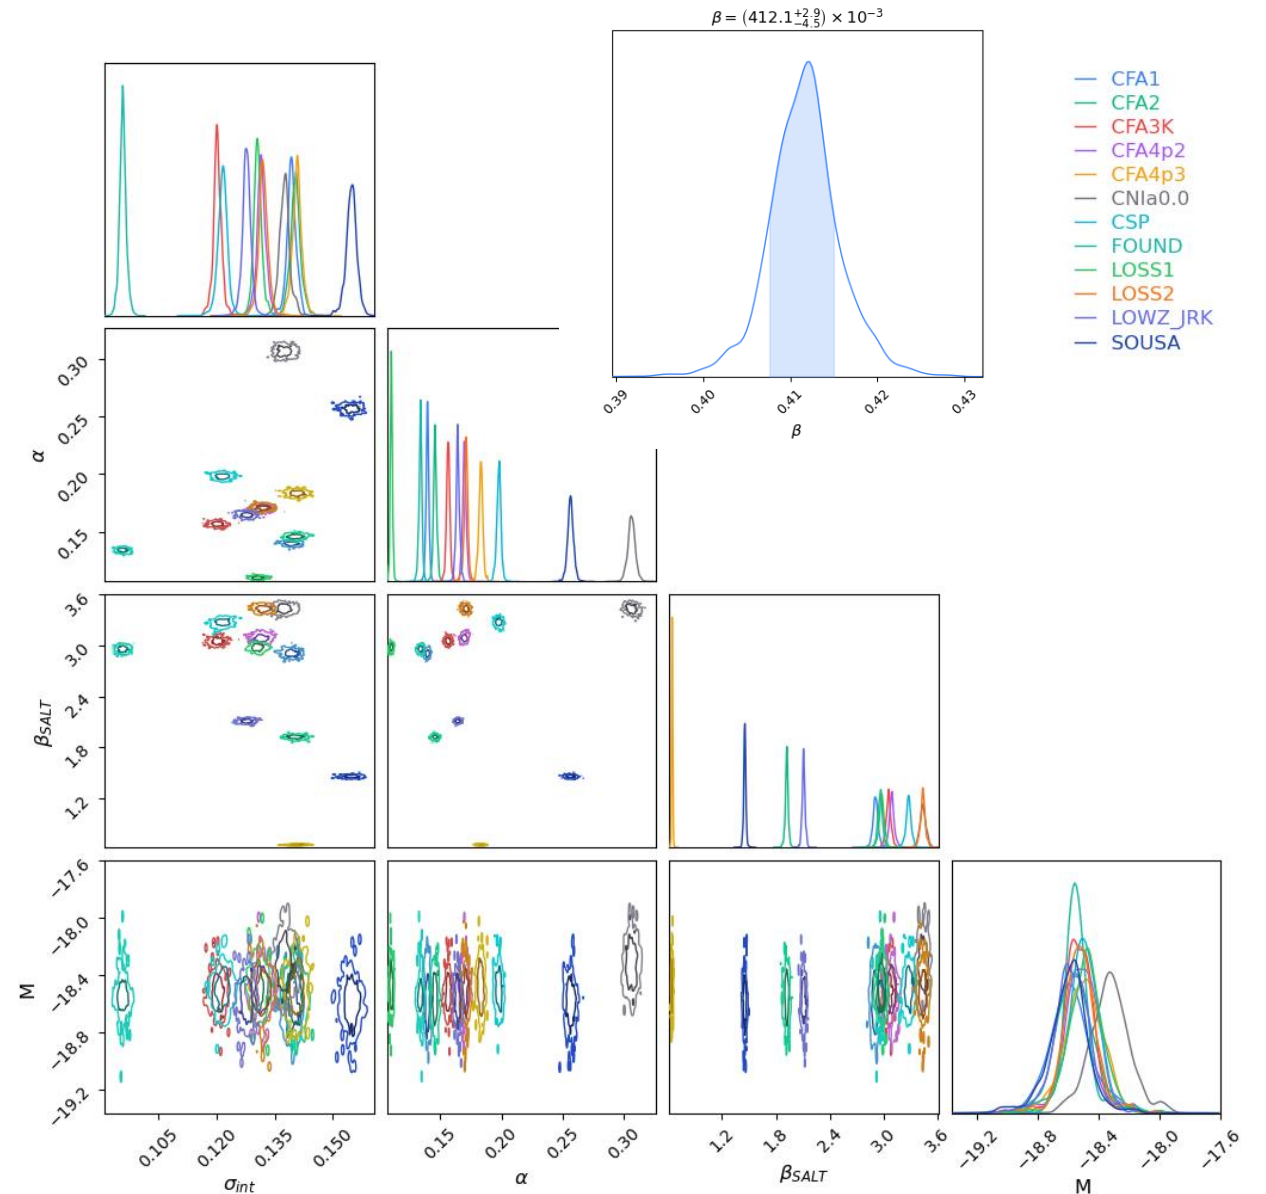 β = (412.1+2.9−4.5) × 10−3
0.39
0.40
0.41
0.42
0.43
β
CFA1
CFA2
CFA3K
CFA4p2
CFA4p3
CNIa0.0
CSP
FOUND
LOSS1
LOSS2
LOWZ_JRK
SOUSA
0.30
0.25
0.20
0.15
α
3.6
3.0
2.4
1.8
1.2
βSALT
−17.6
−18.0
−18.4
−18.8
−19.2
M
0.105
0.120
0.135
0.150
σint
0.15
0.20
0.25
0.30
α
1.2
1.8
2.4
3.0
3.6
βSALT
−19.2
−18.8
−18.4
−18.0
−17.6
M